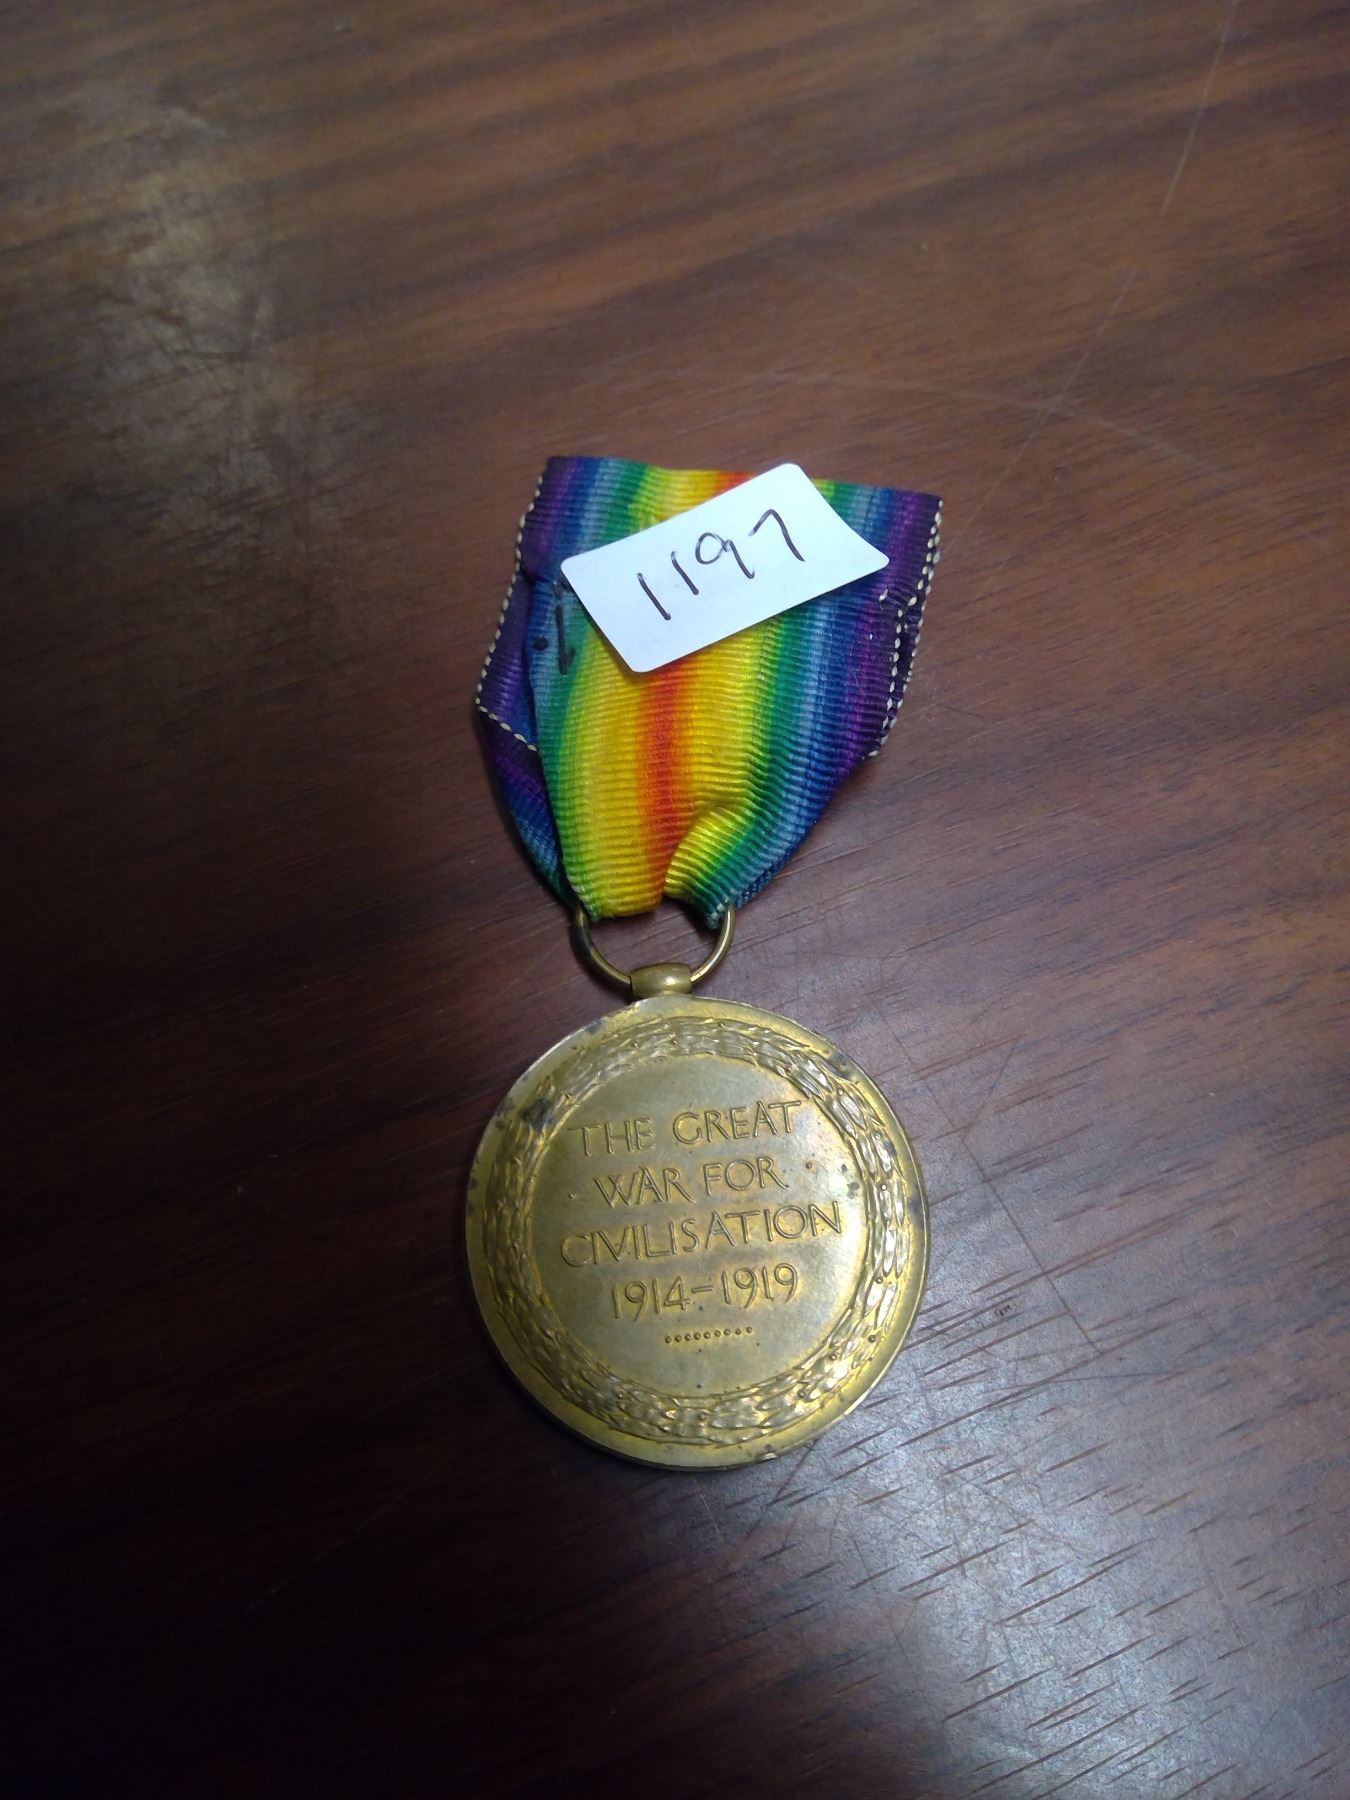 1197
THE GREAT
WAR FOR
CIVILISATION
1914-1919